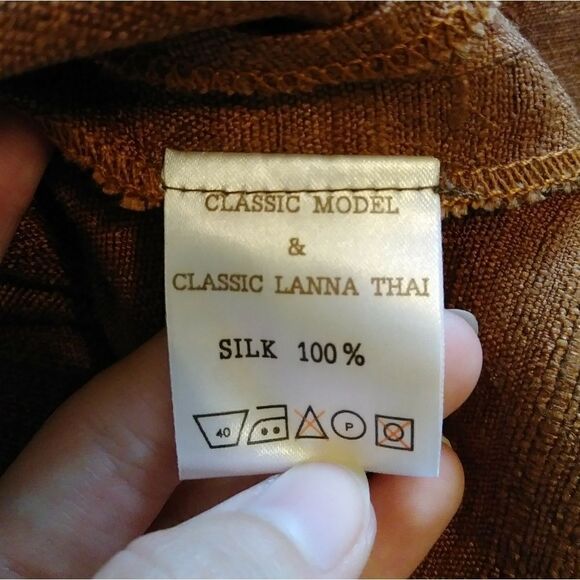 CLASSIC MODEL
&
CLASSIC LANNA THAI
SILK 100%
40 P